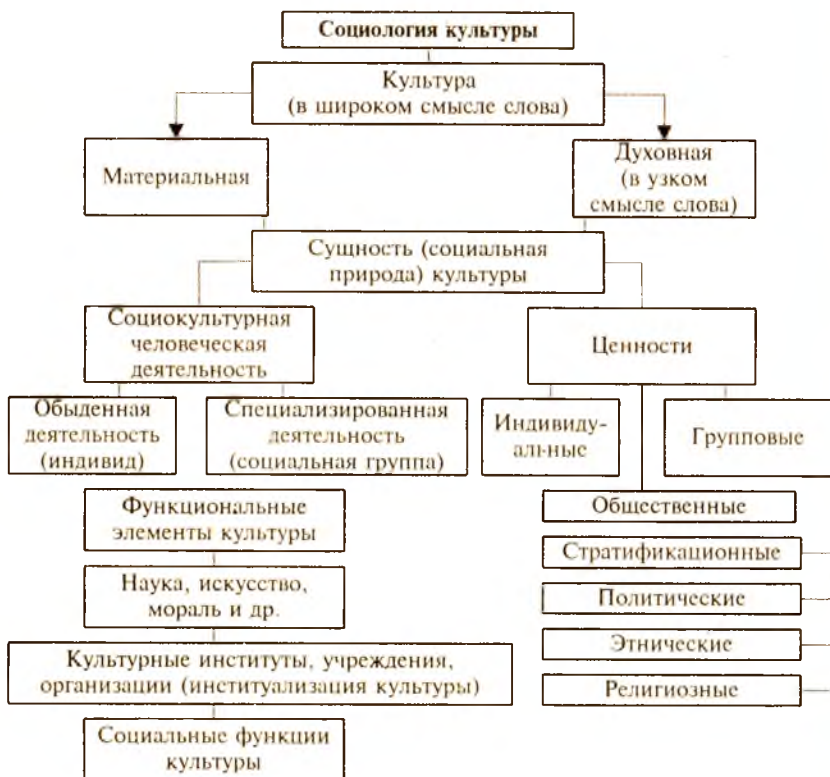 Социология культуры
Культура
(в широком смысле слова)
Материальная
Духовная
(в узком
смысле слова)
Сущность (социальная
природа) культуры
Социокультурная
человеческая
деятельность
Ценности
Обыденная
деятельность
(индивид)
Специализированная
деятельность
(социальная группа)
Индивиду-
альные
Групповые
Функциональные
элементы культуры
Общественные
Стратификационные
Наука, искусство,
мораль и др.
Политические
Культурные институты, учреждения,
организации (институализация культуры)
Этнические
Религиозные
Социальные функции
культуры